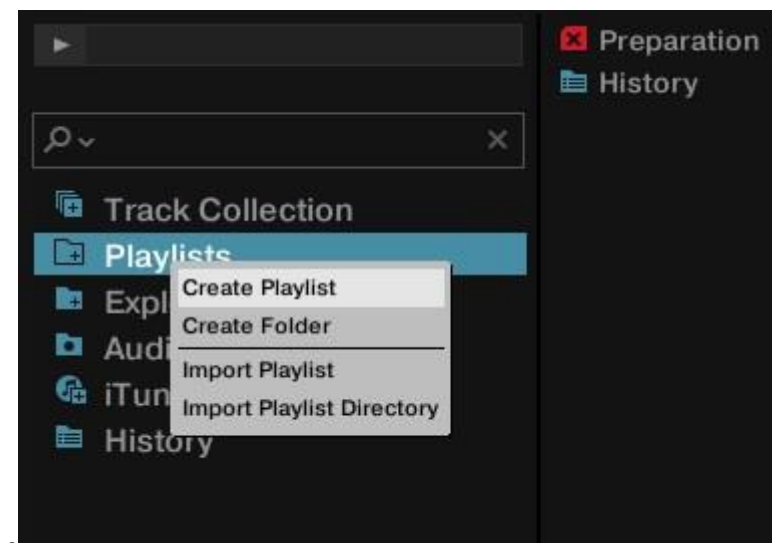 Preparation
History
Track Collection
Playlists
Expl
Audi
iTun
History
Create Playlist
Create Folder
Import Playlist
Import Playlist Directory